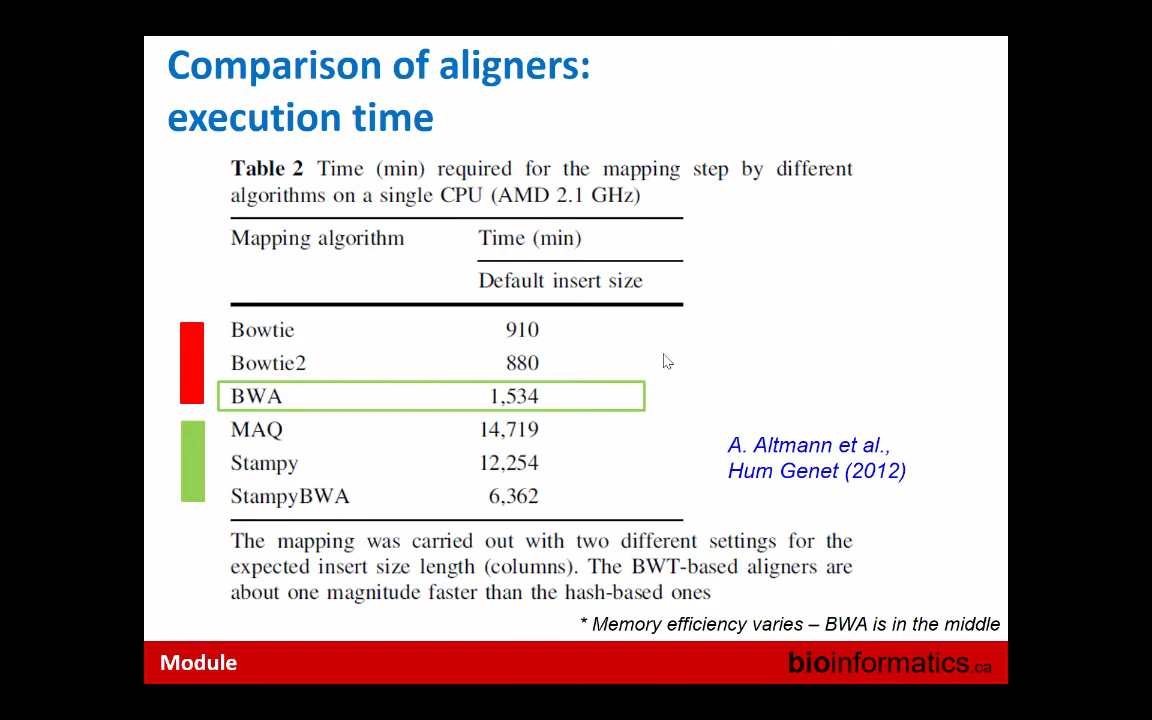 Comparison of aligners:
execution time
Table 2 Time (min) required for the mapping step by different
algorithms on a single CPU (AMD 2.1 GHz)
Mapping algorithm Time (min)
Default insert size
Bowtie 910
Bowtie2 880
BWA 1,534
MAQ 14,719
Stampy 12,254
StampyBWA 6,362
A. Altmann et al.,
Hum Genet (2012)
The mapping was carried out with two different settings for the
expected insert size length (columns). The BWT-based aligners are
about one magnitude faster than the hash-based ones
* Memory efficiency varies – BWA is in the middle
Module
bioinformatics.ca